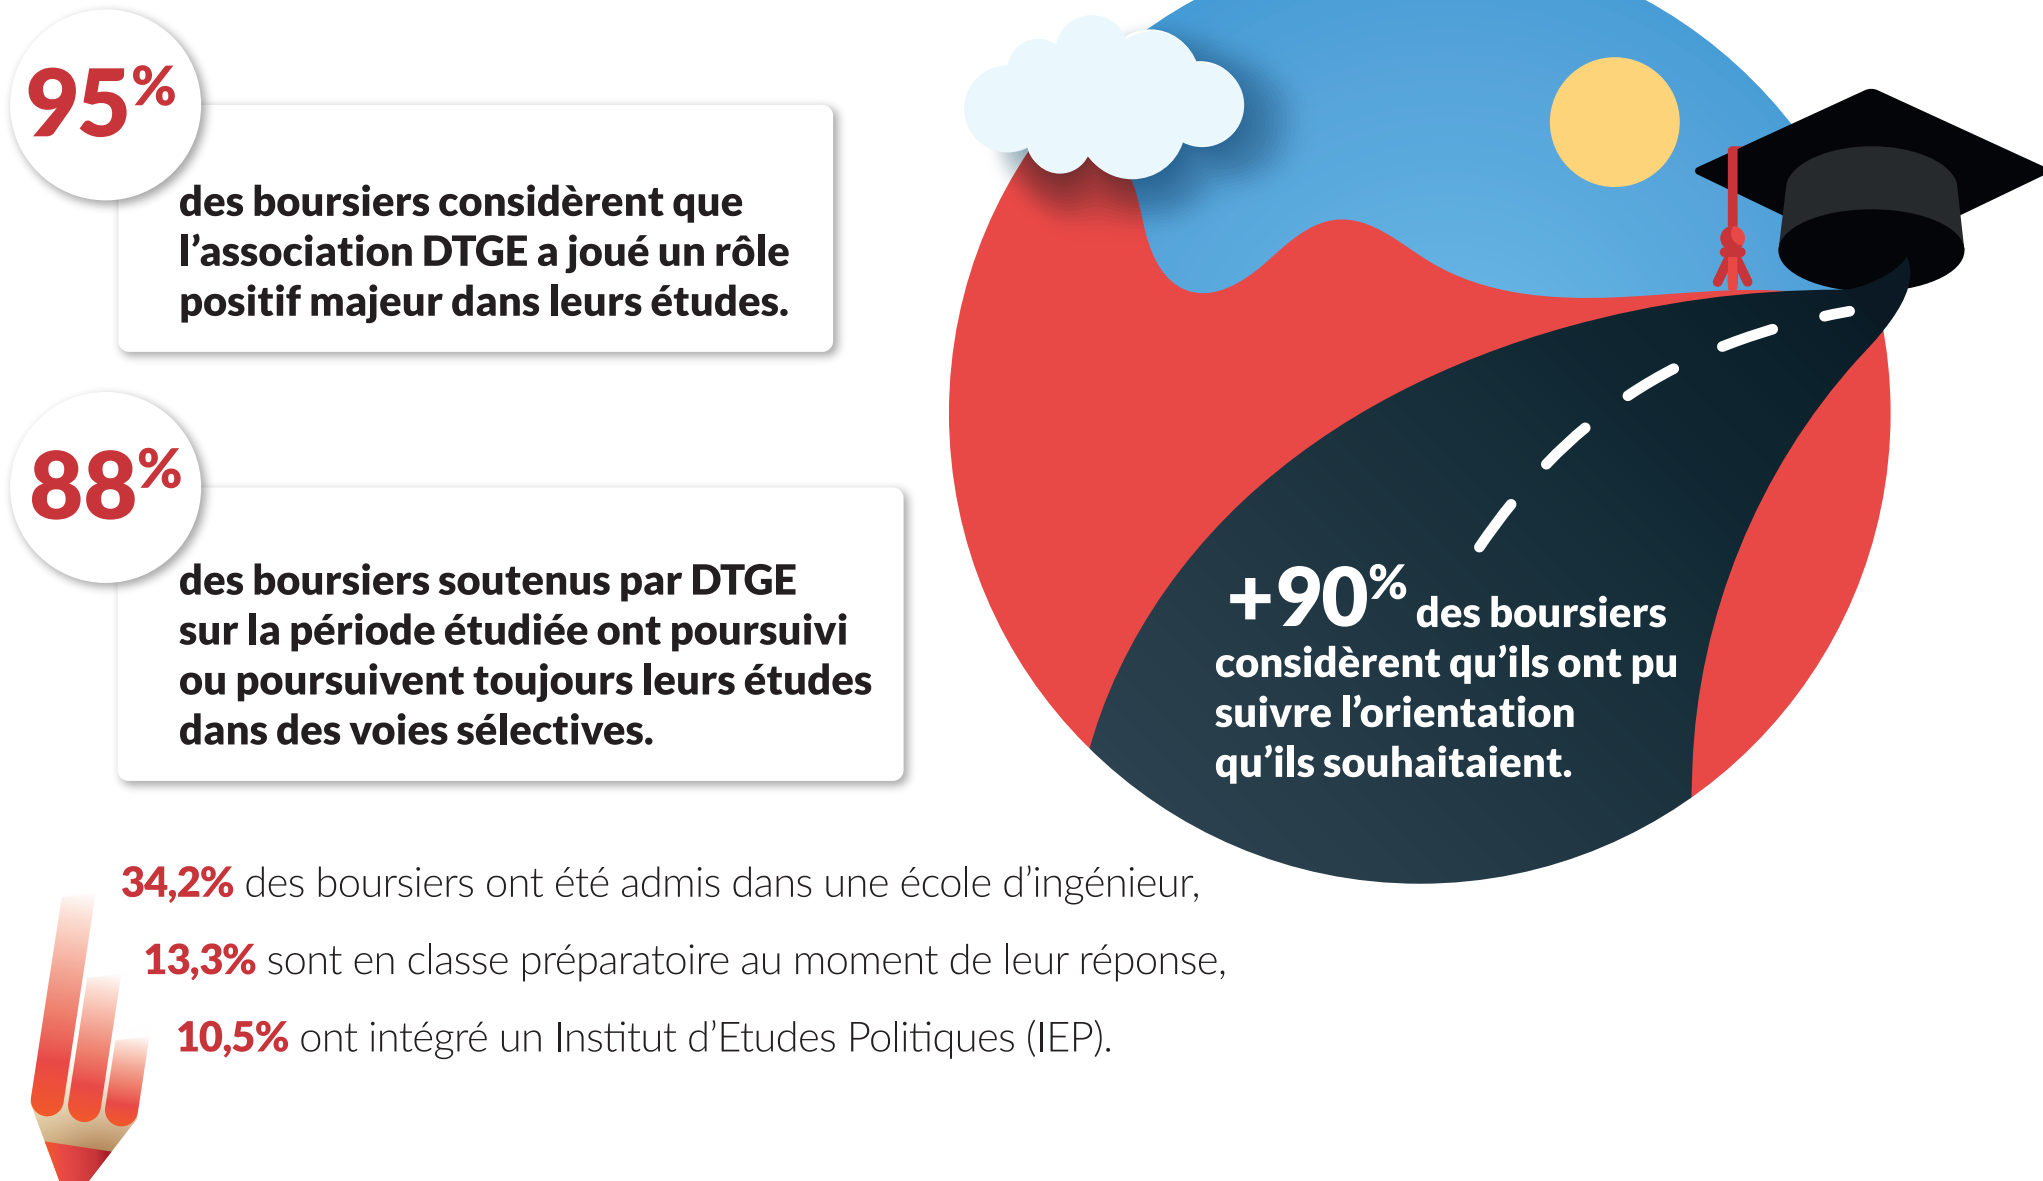 95%
des boursiers considèrent que
l’association DTGE a joué un rôle
positif majeur dans leurs études.
88%
des boursiers soutenus par DTGE
sur la période étudiée ont poursuivi
ou poursuivent toujours leurs études
dans des voies sélectives.
+90% des boursiers
considèrent qu’ils ont pu
suivre l’orientation
qu’ils souhaitaient.
34,2% des boursiers ont été admis dans une école d’ingénieur,
13,3% sont en classe préparatoire au moment de leur réponse,
10,5% ont intégré un Institut d’Etudes Politiques (IEP).